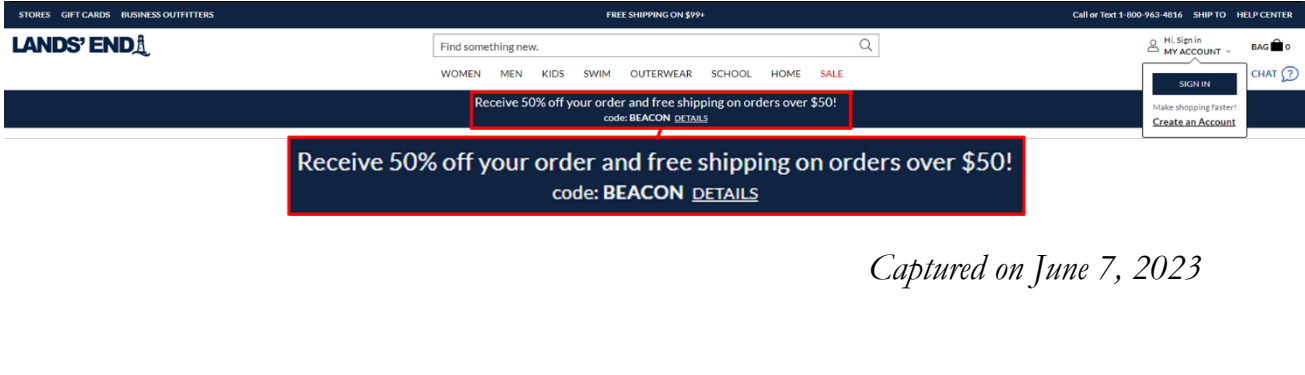 STORES GIFT CARDS BUSINESS OUTFITTERS FREE SHIPPING ON $99+ Call or Text 1-800-963-4816 SHIP TO HELP CENTER
LANDS' END Find something new. Hi, Sign in
MY ACCOUNT BAG 0
WOMEN MEN KIDS SWIM OUTERWEAR SCHOOL HOME SALE CHAT ?
SIGN IN
Receive 50% off your order and free shipping on orders over $50!
code: BEACON DETAILS
Make shopping faster!
Create an Account
Receive 50% off your order and free shipping on orders over $50!
code: BEACON DETAILS
Captured on June 7, 2023